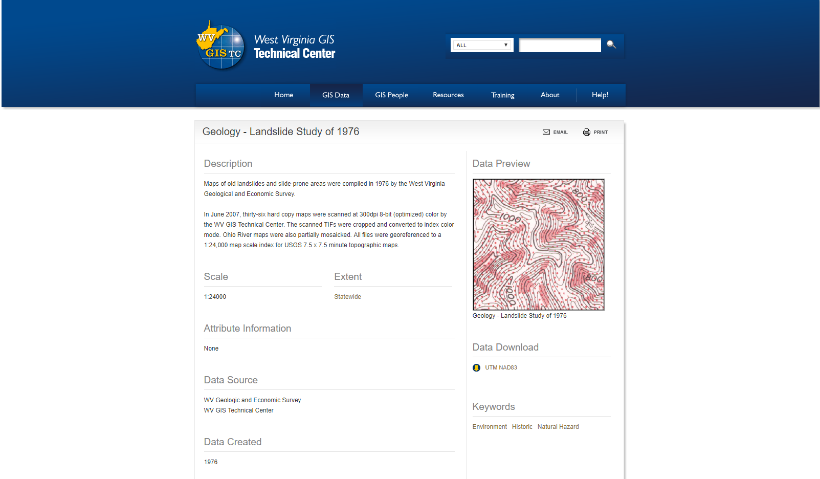 WV
GIS TC
West Virginia GIS
Technical Center
ALL
Home
GIS Data
GIS People
Resources
Training
About
Help!
Geology - Landslide Study of 1976
EMAIL
PRINT
Description
Maps of old landslides and slide-prone areas were compiled in 1976 by the West Virginia
Geological and Economic Survey.
In June 2007, thirty-six hard copy maps were scanned at 300dpi 8-bit (optimized) color by
the WV GIS Technical Center. The scanned TIFs were cropped and converted to index color
mode. Ohio River maps were also partially mosaicked. All files were georeferenced to a
1:24,000 map scale index for USGS 7.5 x 7.5 minute topographic maps
Scale
1:24000
Extent
Statewide
Attribute Information
None
Data Source
WV Geologic and Economic Survey
WV GIS Technical Center
Data Created
1976
Data Preview
800
1000
1000
Geology - Landslide Study of 1976
Data Download
UTM NAD83
Keywords
Environment Historic Natural Hazard